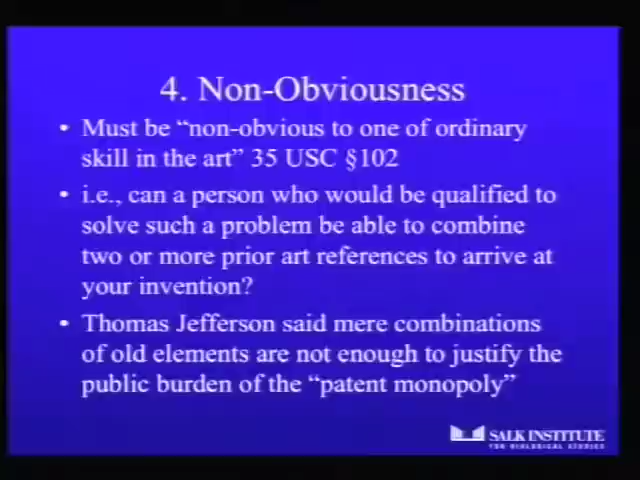 4. Non-Obviousness
• Must be “non-obvious to one of ordinary
skill in the art” 35 USC §102
• i.e., can a person who would be qualified to
solve such a problem be able to combine
two or more prior art references to arrive at
your invention?
• Thomas Jefferson said mere combinations
of old elements are not enough to justify the
public burden of the “patent monopoly”
SALK INSTITUTE
FOR BIOLOGICAL STUDIES